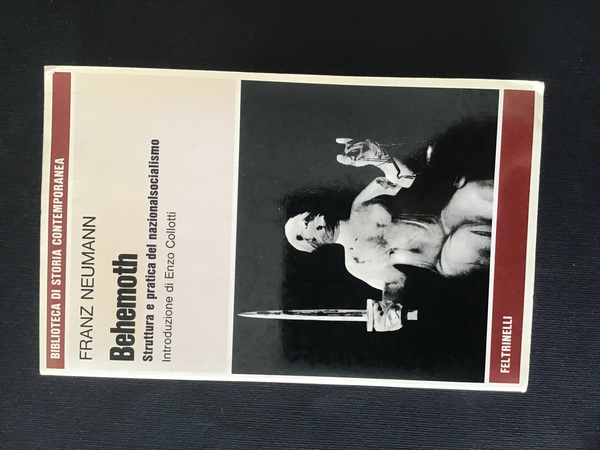 BIBLIOTECA DI STORIA CONTEMPORANEA
FRANZ NEUMANN
Behemoth
Struttura e pratica del nazionalsocialismo
Introduzione di Enzo Collotti
FELTRINELLI